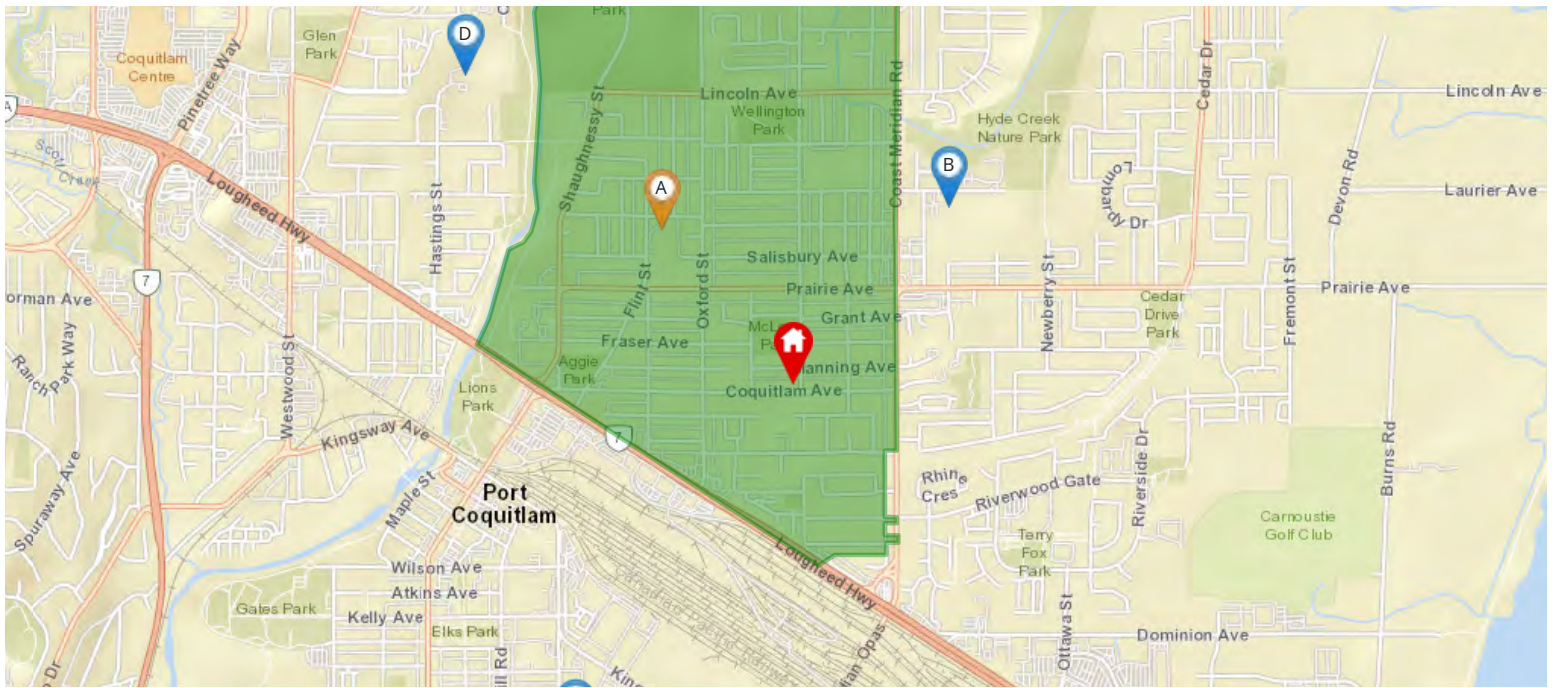 Park
D
Glen
Park
Coquitlam
Centre
Pinetree Way
A
Scott
Creek
Lougheed Hwy
7
Hastings St
Shaughnessy St
Lincoln Ave
Wellington
Park
Coast Meridian Rd
A
B
Hyde Creek
Nature Park
Cedar Dr
Lincoln Ave
Lombardy Dr
Devon Rd
Laurier Ave
Salisbury Ave
Flint St
Oxford St
Prairie Ave
Grant Ave
Fraser Ave
Coquitlam Ave
Aggie
Park
Newberry St
Cedar
Drive
Park
Fremont St
Prairie Ave
orman Ave
Ranch Park Way
Westwood St
Lions
Park
Kingsway Ave
7
Spuraway Ave
Maple St
Port
Coquitlam
Rhine
Cres
Riverwood Gate
Riverside Dr
Burns Rd
Carnoustie
Golf Club
Terry
Fox
Park
Lougheed Hwy
Wilson Ave
Atkins Ave
Gates Park
Kelly Ave
Elks Park
Ottawa St
Dominion Ave